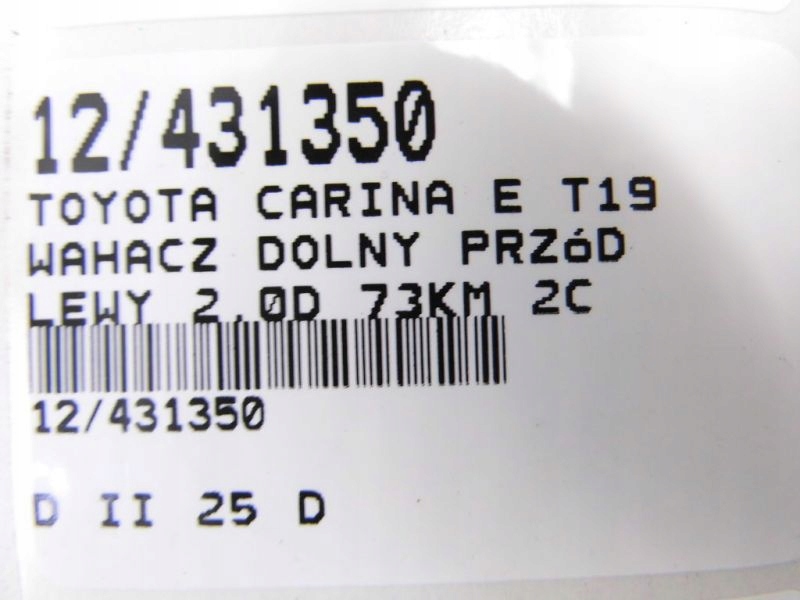 12/431350
TOYOTA CARINA E T19
WAHACZ DOLNY PRZóD
LEWY 2.0D 73KM 2C
12/431350
D II 25 D